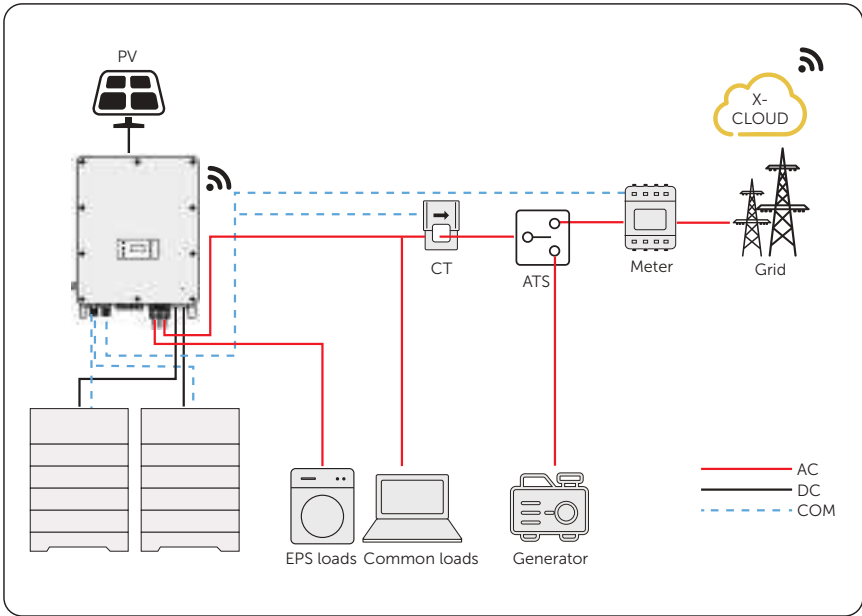 PV
X-
CLOUD
CT
ATS
Meter
Grid
EPS loads
Common loads
Generator
AC
DC
COM